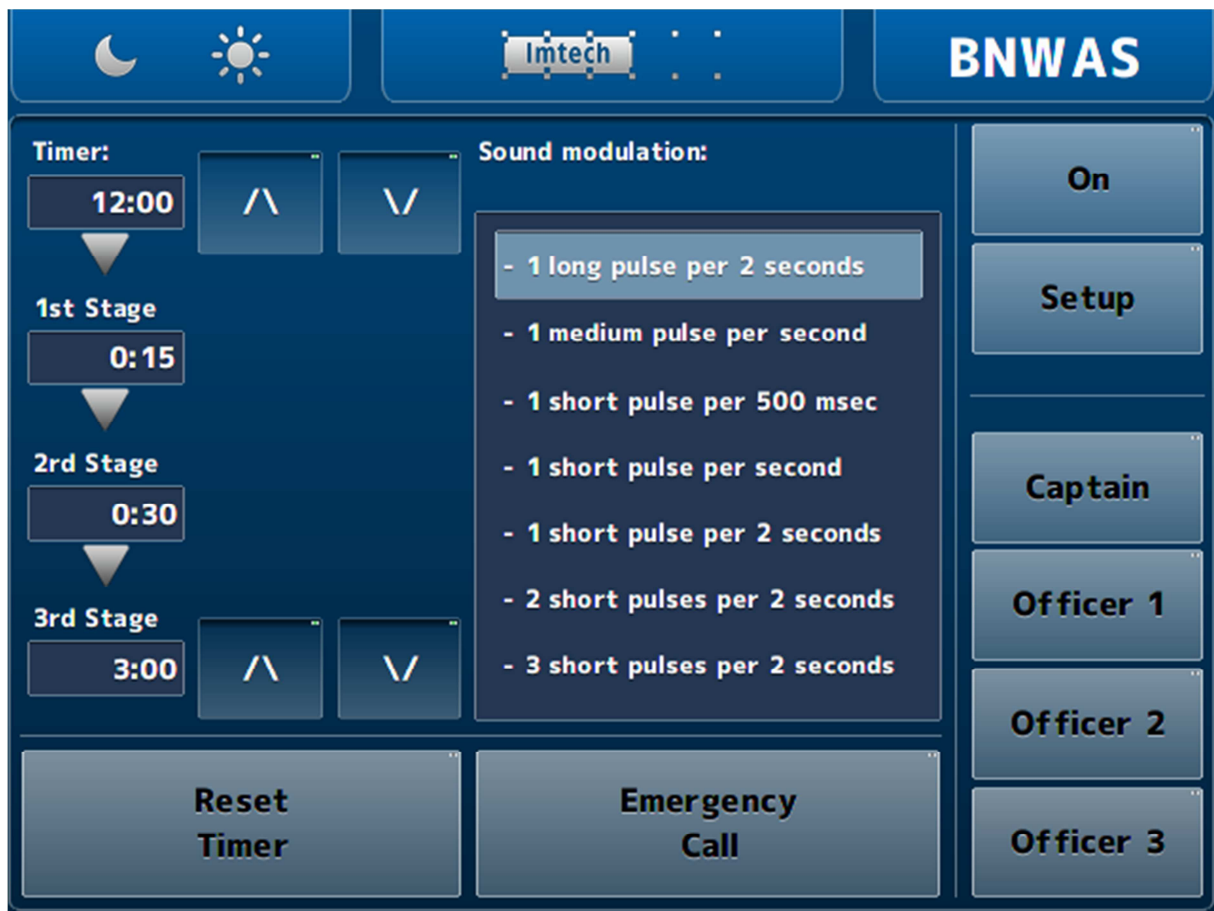 Imtech
BNWAS
Timer:
12:00
/\
\/
1st Stage
0:15
2rd Stage
0:30
3rd Stage
3:00
/\
\/
Sound modulation:
- 1 long pulse per 2 seconds
- 1 medium pulse per second
- 1 short pulse per 500 msec
- 1 short pulse per second
- 1 short pulse per 2 seconds
- 2 short pulses per 2 seconds
- 3 short pulses per 2 seconds
On
Setup
Captain
Officer 1
Officer 2
Officer 3
Reset
Timer
Emergency
Call